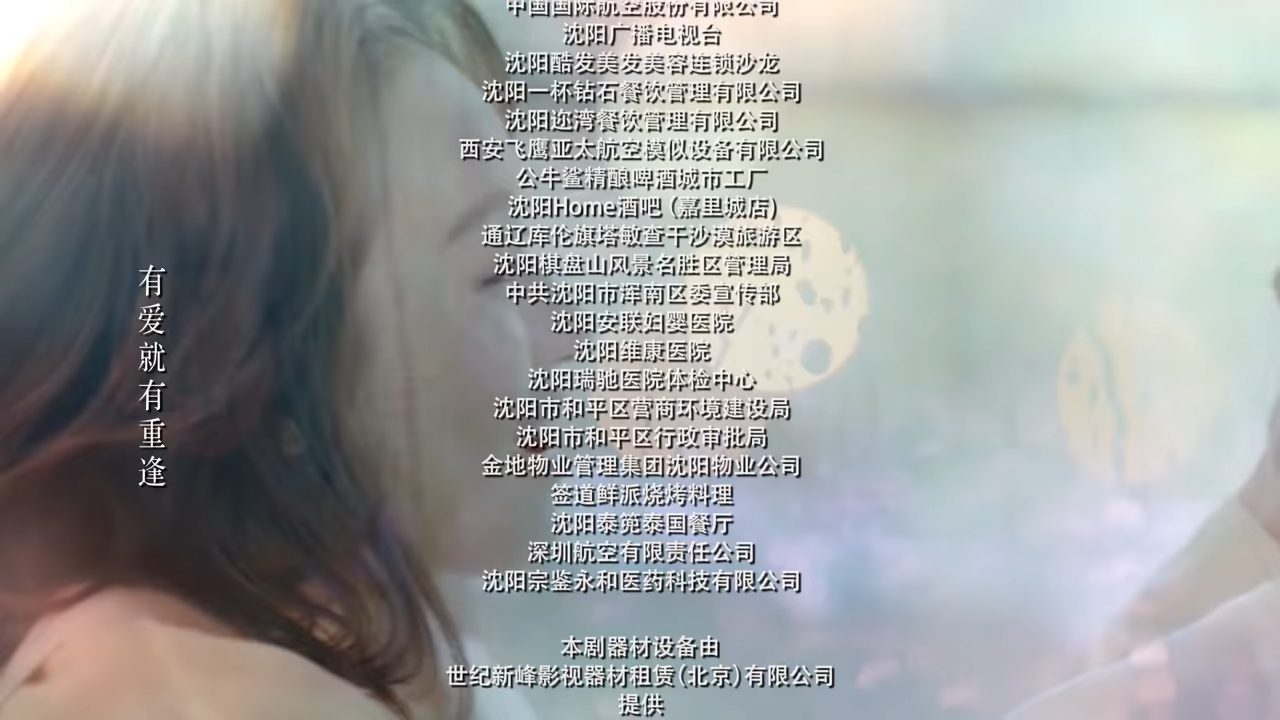 中国国际航空股份有限公司
沈阳广播电视台
沈阳酷发美发美容连锁沙龙
沈阳一杯钻石餐饮管理有限公司
沈阳迩湾餐饮管理有限公司
西安飞鹰亚太航空模似设备有限公司
公牛鲨精酿啤酒城市工厂
沈阳Home酒吧（嘉里城店）
通辽库伦旗塔敏查干沙漠旅游区
沈阳棋盘山风景名胜区管理局
中共沈阳市浑南区委宣传部
沈阳安联妇婴医院
沈阳维康医院
沈阳瑞驰医院体检中心
沈阳市和平区营商环境建设局
沈阳市和平区行政审批局
金地物业管理集团沈阳物业公司
签道鲜派烧烤料理
沈阳泰篼泰国餐厅
深圳航空有限责任公司
沈阳宗鉴永和医药科技有限公司
本剧器材设备由
世纪新峰影视器材租赁（北京）有限公司
提供
有爱就有重逢